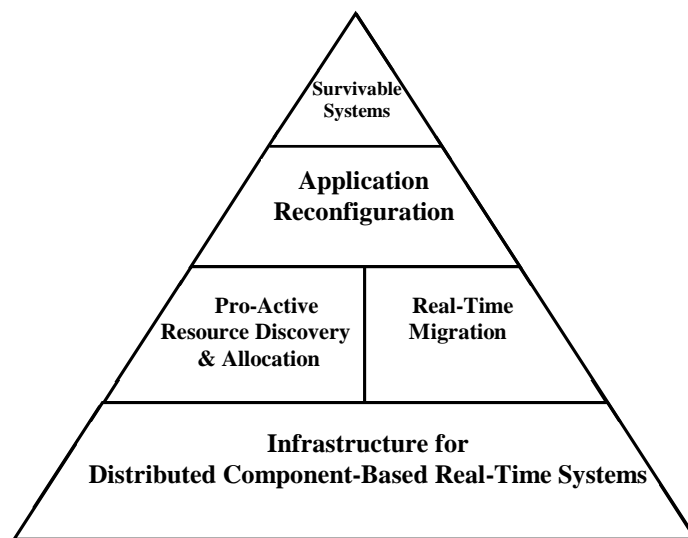 Survivable
Systems
Application
Reconfiguration
Pro-Active
Resource Discovery
& Allocation
Real-Time
Migration
Infrastructure for
Distributed Component-Based Real-Time Systems